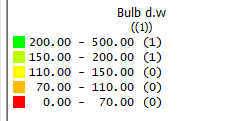 Bulb d.w
((1))
200.00 - 500.00 (1)
150.00 - 200.00 (1)
110.00 - 150.00 (0)
70.00 - 110.00 (0)
0.00 - 70.00 (0)